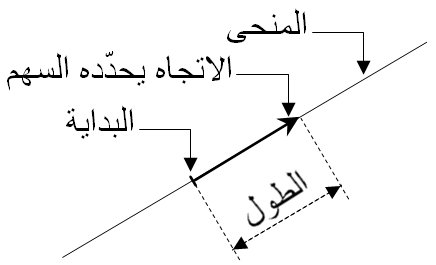 المنحى
الاتجاه يحدّده السهم
البداية
الطول